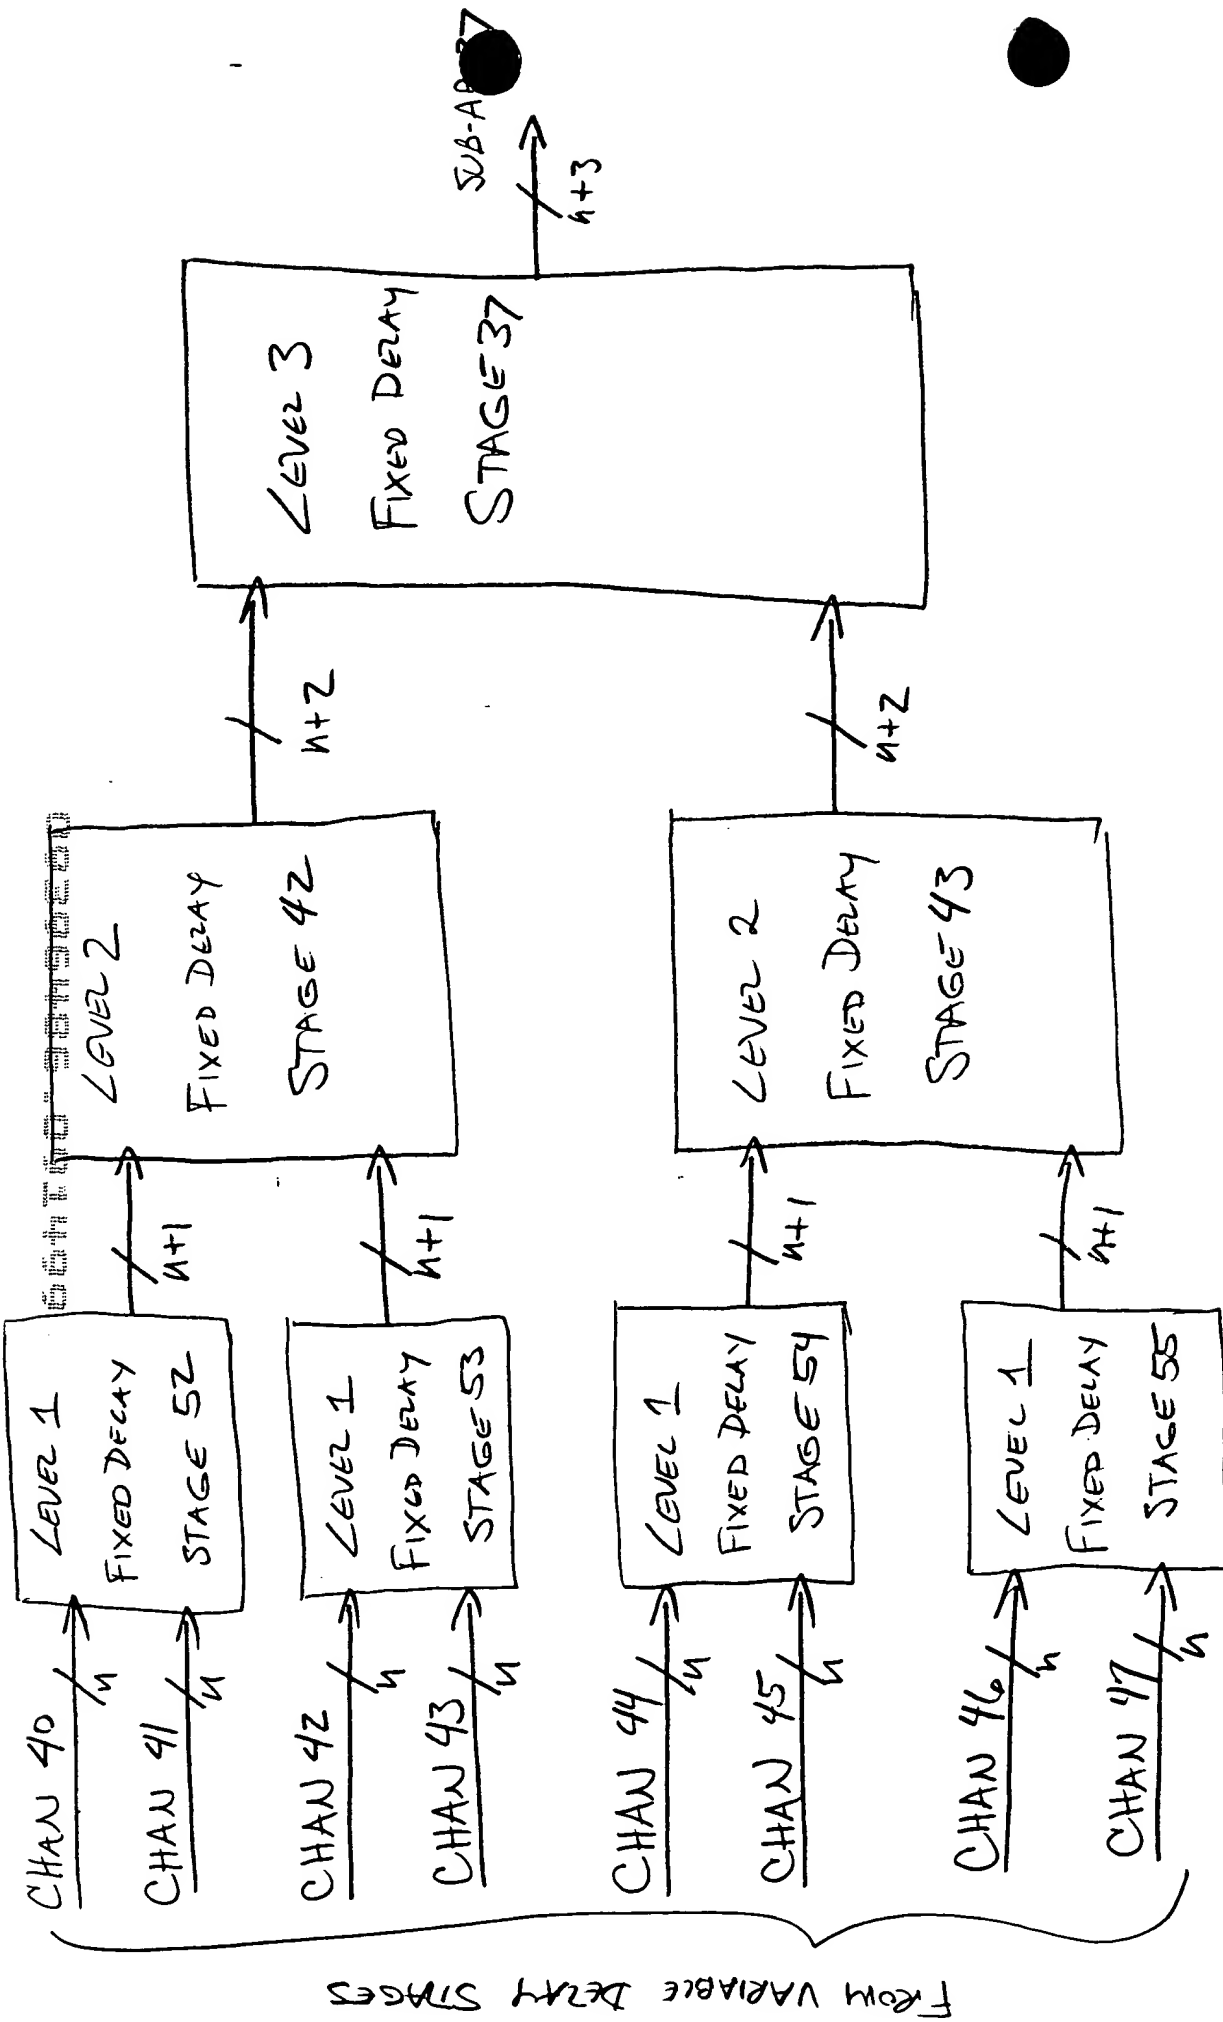 FROM VARIABLE DELAY STAGES
CHAN 40
n
CHAN 41
n
CHAN 42
n
CHAN 43
n
CHAN 44
n
CHAN 45
n
CHAN 46
n
CHAN 47
n
LEVEL 1
FIXED DELAY
STAGE 52
LEVEL 1
FIXED DELAY
STAGE 53
LEVEL 1
FIXED DELAY
STAGE 54
LEVEL 1
FIXED DELAY
STAGE 55
n+1
n+1
n+1
n+1
LEVEL 2
FIXED DELAY
STAGE 42
LEVEL 2
FIXED DELAY
STAGE 43
n+2
n+2
LEVEL 3
FIXED DELAY
STAGE 37
n+3